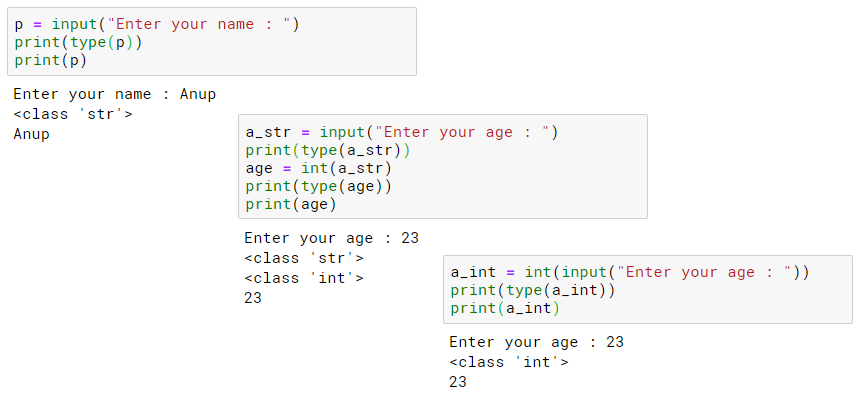 p = input("Enter your name : ")
print(type(p))
print(p)
Enter your name : Anup
<class 'str'>
Anup
a_str = input("Enter your age : ")
print(type(a_str))
age = int(a_str)
print(type(age))
print(age)
Enter your age : 23
<class 'str'>
<class 'int'>
23
a_int = int(input("Enter your age : "))
print(type(a_int))
print(a_int)
Enter your age : 23
<class 'int'>
23